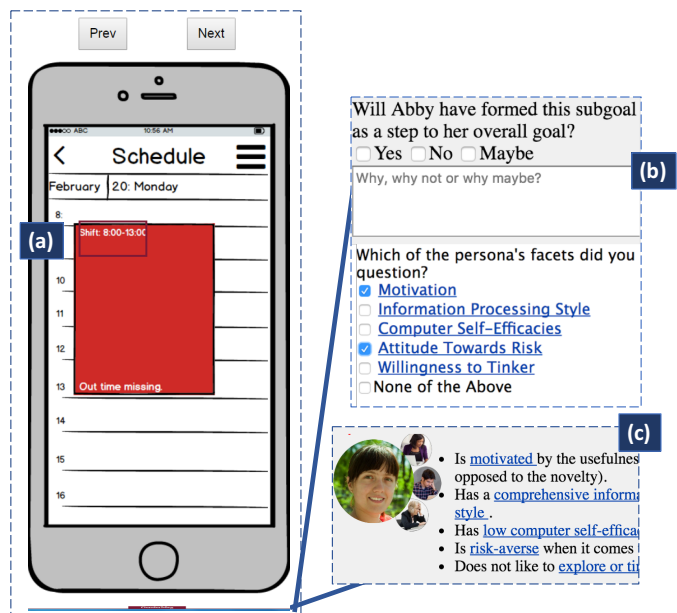 Prev Next
ABC 10:56 AM
Schedule
February 20: Monday
8:
(a)
Shift: 8:00-13:00
10
11
12
13 Out time missing.
14
15
16
Will Abby have formed this subgoal
as a step to her overall goal?
Yes No Maybe
(b)
Why, why not or why maybe?
Which of the persona's facets did you
question?
Motivation
Information Processing Style
Computer Self-Efficacies
Attitude Towards Risk
Willingness to Tinker
None of the Above
(c)
Is motivated by the usefulnes
opposed to the novelty).
Has a comprehensive informa
style .
Has low computer self-effica
Is risk-averse when it comes
Does not like to explore or ti